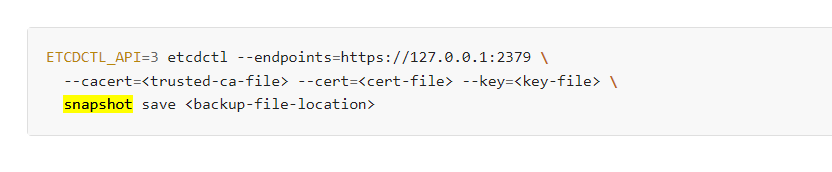 ETCDCTL_API=3 etcdctl --endpoints=https://127.0.0.1:2379 \
--cacert=<trusted-ca-file> --cert=<cert-file> --key=<key-file> \
snapshot save <backup-file-location>